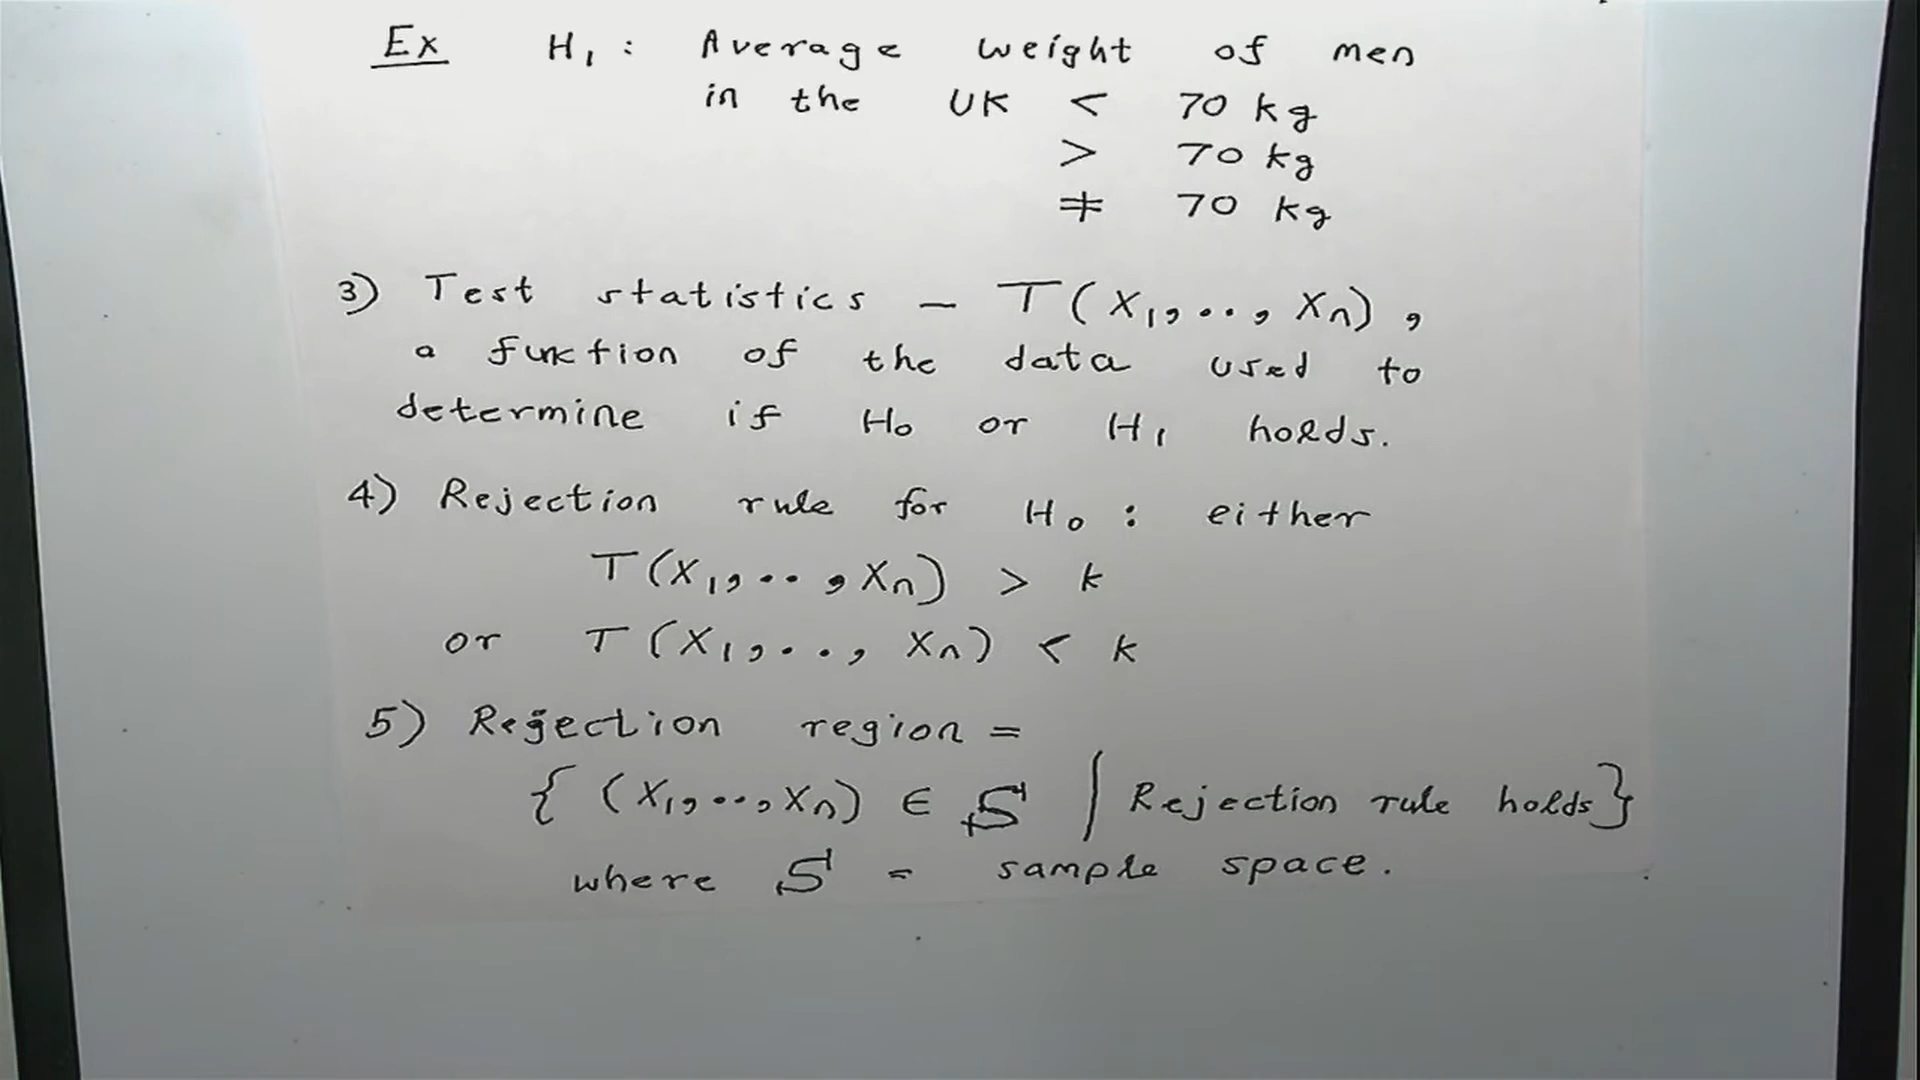 Ex H₁ : Average weight of men
in the UK < 70 kg
> 70 kg
≠ 70 kg
3) Test statistics - T(X₁,..,Xₙ),
a funktion of the data used to
determine if H₀ or H₁ holds.
4) Rejection rule for H₀ : either
T(X₁,..,Xₙ) > k
or T(X₁,..,Xₙ) < k
5) Rejection region =
{ (X₁,..,Xₙ) ∈ S | Rejection rule holds}
where S = sample space.